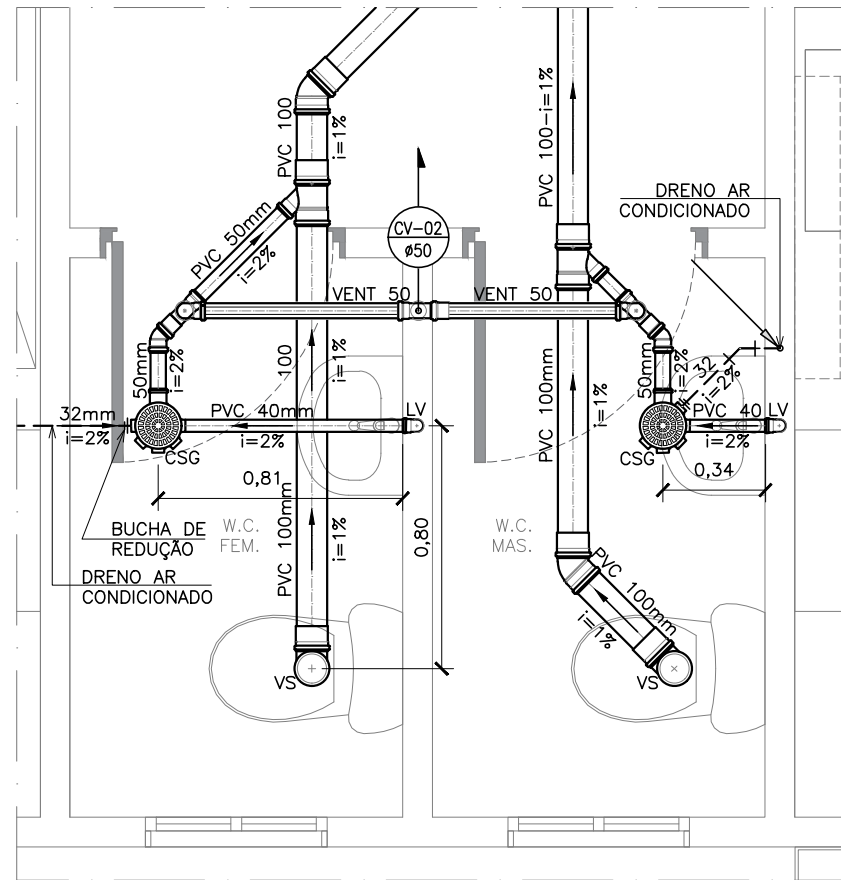 PVC 100
i=1%
PVC 100-i=1%
DRENO AR
CONDICIONADO
PVC 50mm
i=2%
CV-02
ø50
VENT 50
VENT 50
50mm
i=2%
100
i=1%
PVC 100mm
i=1%
50mm
i=2%
32
i=2%
32mm
i=2%
PVC 40mm
i=2%
LV
PVC 40
i=2%
LV
CSG
CSG
0,81
0,34
0,80
BUCHA DE
REDUÇÃO
DRENO AR
CONDICIONADO
W.C.
FEM.
PVC 100mm
i=1%
W.C.
MAS.
PVC 100mm
i=1%
VS
VS